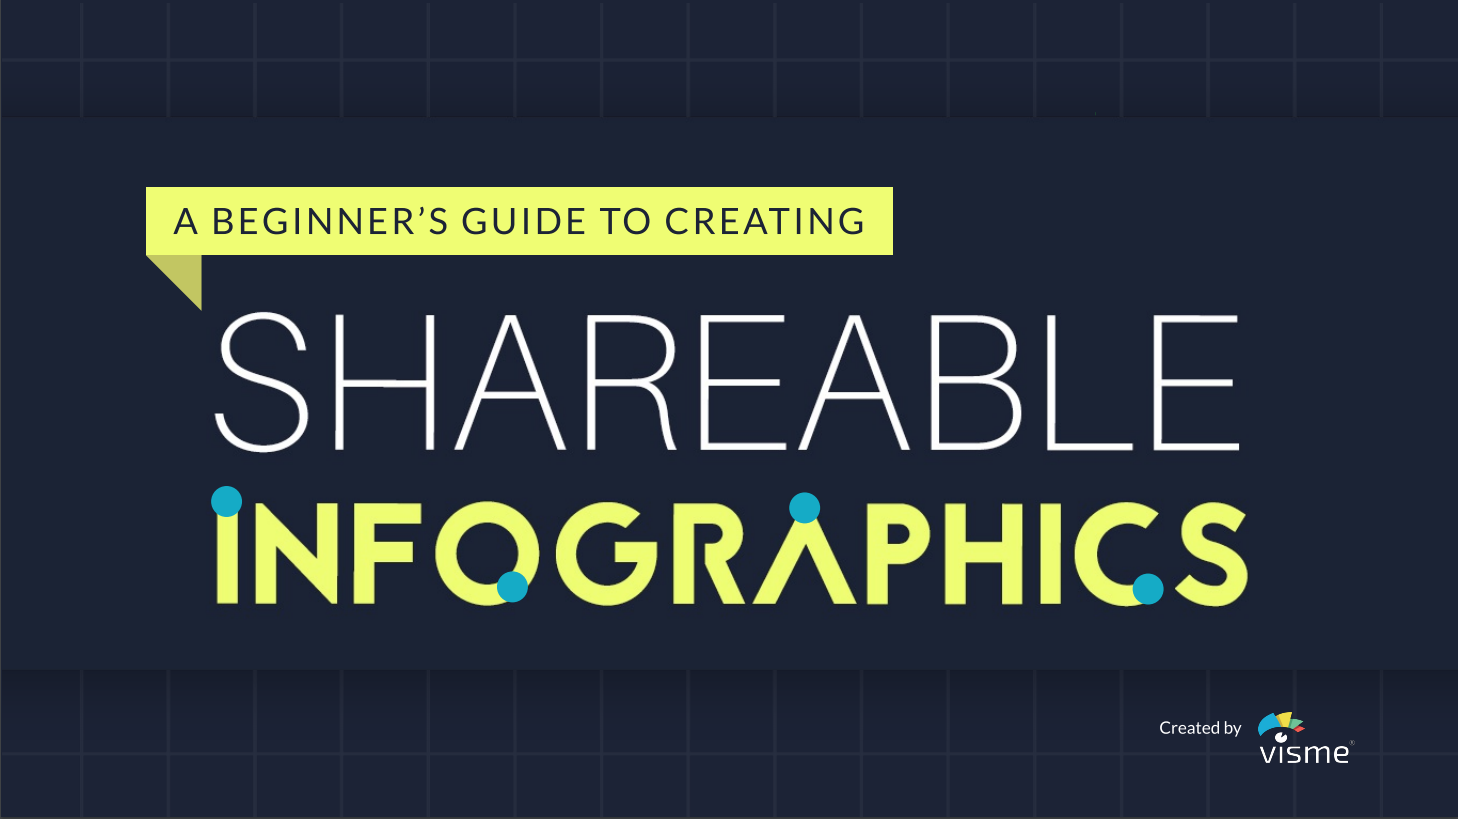 A BEGINNER’S GUIDE TO CREATING
SHAREABLE
INFOGRAPHICS
Created by
visme®